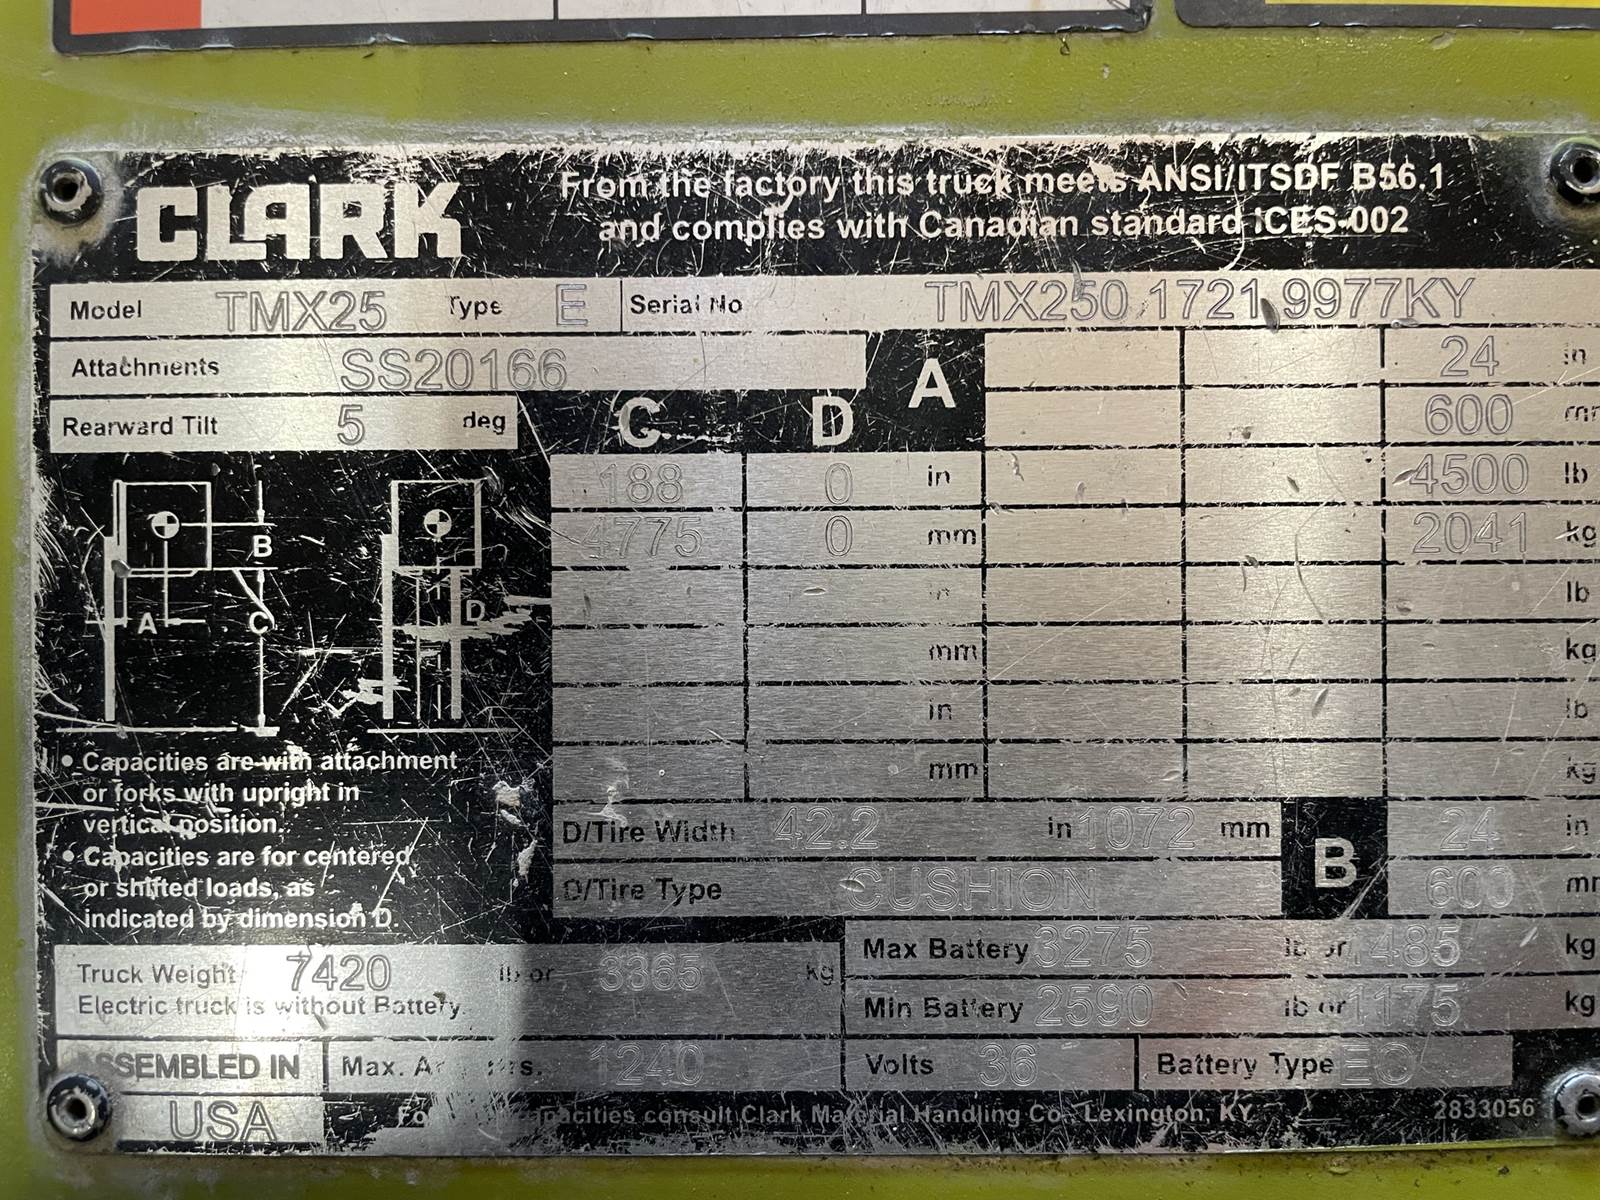 CLARK
From the factory this truck meets ANSI/ITSDF B56.1
and complies with Canadian standard ICES-002
Model TMX25 Type E Serial No TMX250 1721 9977KY
Attachments SS20166
Rearward Tilt 5 deg
C D A
24 in
600 mm
188 0 in 4500 lb
4775 0 mm 2041 kg
in lb
mm kg
in lb
mm kg
B
A C D
• Capacities are with attachment
or forks with upright in
vertical position.
• Capacities are for centered
or shifted loads, as
indicated by dimension D.
D/Tire Width 42.2 in 1072 mm
D/Tire Type CUSHION
B
24 in
600 mm
Truck Weight 7420 lb or 3365 kg
Electric truck is without Battery.
Max Battery 3275 lb or 1485 kg
Min Battery 2590 lb or 1175 kg
ASSEMBLED IN
USA
Max. 1240
Volts 36 Battery Type EO
capacities consult Clark Material Handling Co., Lexington, KY
2833056